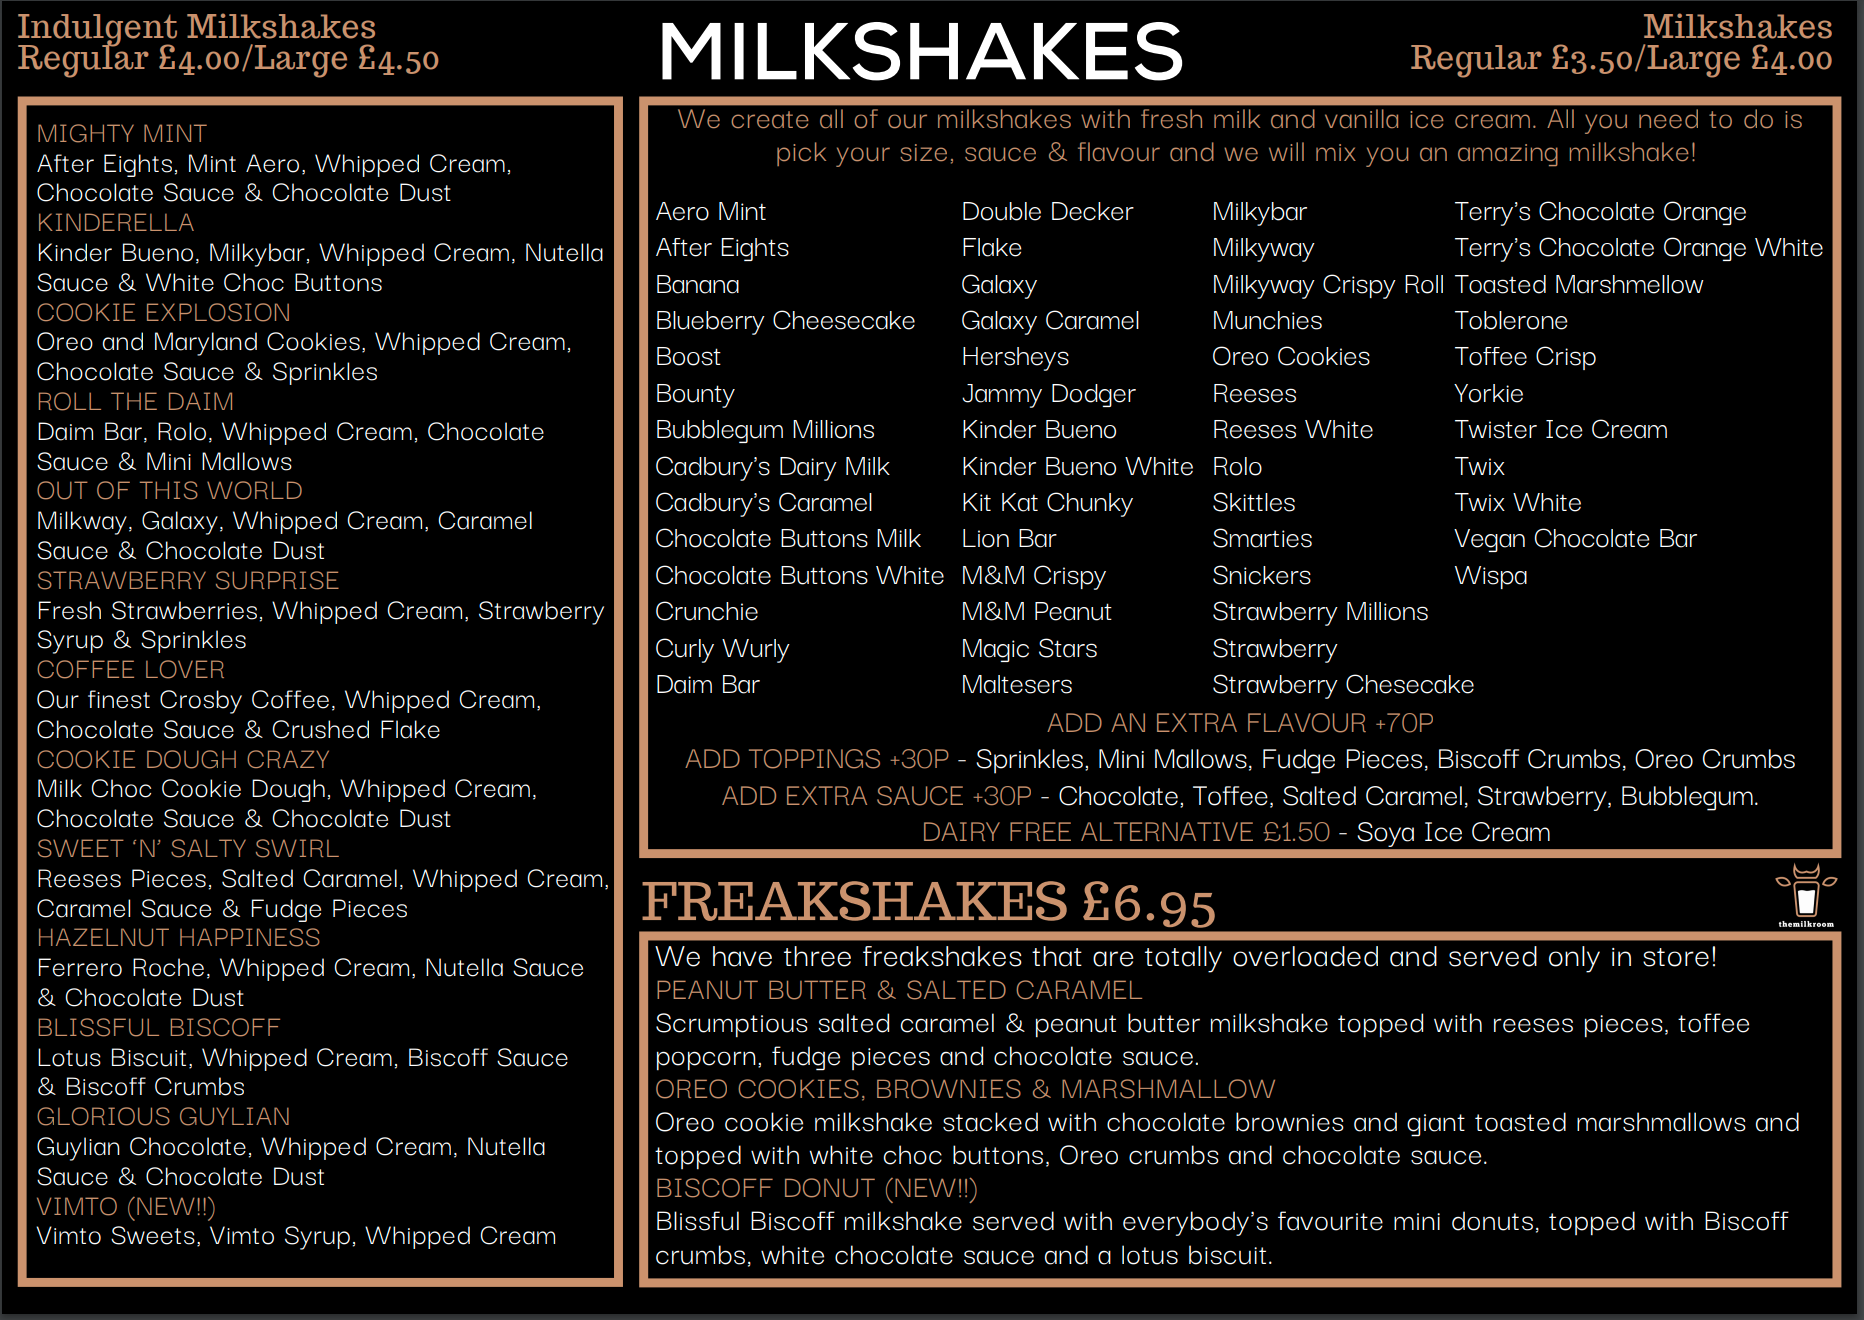 Indulgent Milkshakes
Regular £4.00/Large £4.50
MILKSHAKES
Milkshakes
Regular £3.50/Large £4.00
MIGHTY MINT
After Eights, Mint Aero, Whipped Cream,
Chocolate Sauce & Chocolate Dust
KINDERELLA
Kinder Bueno, Milkybar, Whipped Cream, Nutella
Sauce & White Choc Buttons
COOKIE EXPLOSION
Oreo and Maryland Cookies, Whipped Cream,
Chocolate Sauce & Sprinkles
ROLL THE DAIM
Daim Bar, Rolo, Whipped Cream, Chocolate
Sauce & Mini Mallows
OUT OF THIS WORLD
Milkway, Galaxy, Whipped Cream, Caramel
Sauce & Chocolate Dust
STRAWBERRY SURPRISE
Fresh Strawberries, Whipped Cream, Strawberry
Syrup & Sprinkles
COFFEE LOVER
Our finest Crosby Coffee, Whipped Cream,
Chocolate Sauce & Crushed Flake
COOKIE DOUGH CRAZY
Milk Choc Cookie Dough, Whipped Cream,
Chocolate Sauce & Chocolate Dust
SWEET ‘N’ SALTY SWIRL
Reeses Pieces, Salted Caramel, Whipped Cream,
Caramel Sauce & Fudge Pieces
HAZELNUT HAPPINESS
Ferrero Roche, Whipped Cream, Nutella Sauce
& Chocolate Dust
BLISSFUL BISCOFF
Lotus Biscuit, Whipped Cream, Biscoff Sauce
& Biscoff Crumbs
GLORIOUS GUYLIAN
Guylian Chocolate, Whipped Cream, Nutella
Sauce & Chocolate Dust
VIMTO (NEW!!)
Vimto Sweets, Vimto Syrup, Whipped Cream
We create all of our milkshakes with fresh milk and vanilla ice cream. All you need to do is
pick your size, sauce & flavour and we will mix you an amazing milkshake!
Aero Mint
After Eights
Banana
Blueberry Cheesecake
Boost
Bounty
Bubblegum Millions
Cadbury’s Dairy Milk
Cadbury’s Caramel
Chocolate Buttons Milk
Chocolate Buttons White
Crunchie
Curly Wurly
Daim Bar
Double Decker
Flake
Galaxy
Galaxy Caramel
Hersheys
Jammy Dodger
Kinder Bueno
Kinder Bueno White
Kit Kat Chunky
Lion Bar
M&M Crispy
M&M Peanut
Magic Stars
Maltesers
Milkybar
Milkyway
Milkyway Crispy Roll
Munchies
Oreo Cookies
Reeses
Reeses White
Rolo
Skittles
Smarties
Snickers
Strawberry Millions
Strawberry
Strawberry Chesecake
Terry’s Chocolate Orange
Terry’s Chocolate Orange White
Toasted Marshmellow
Toblerone
Toffee Crisp
Yorkie
Twister Ice Cream
Twix
Twix White
Vegan Chocolate Bar
Wispa
ADD AN EXTRA FLAVOUR +70P
ADD TOPPINGS +30P - Sprinkles, Mini Mallows, Fudge Pieces, Biscoff Crumbs, Oreo Crumbs
ADD EXTRA SAUCE +30P - Chocolate, Toffee, Salted Caramel, Strawberry, Bubblegum.
DAIRY FREE ALTERNATIVE £1.50 - Soya Ice Cream
FREAKSHAKES £6.95
themilkroom
We have three freakshakes that are totally overloaded and served only in store!
PEANUT BUTTER & SALTED CARAMEL
Scrumptious salted caramel & peanut butter milkshake topped with reeses pieces, toffee
popcorn, fudge pieces and chocolate sauce.
OREO COOKIES, BROWNIES & MARSHMALLOW
Oreo cookie milkshake stacked with chocolate brownies and giant toasted marshmallows and
topped with white choc buttons, Oreo crumbs and chocolate sauce.
BISCOFF DONUT (NEW!!)
Blissful Biscoff milkshake served with everybody’s favourite mini donuts, topped with Biscoff
crumbs, white chocolate sauce and a lotus biscuit.